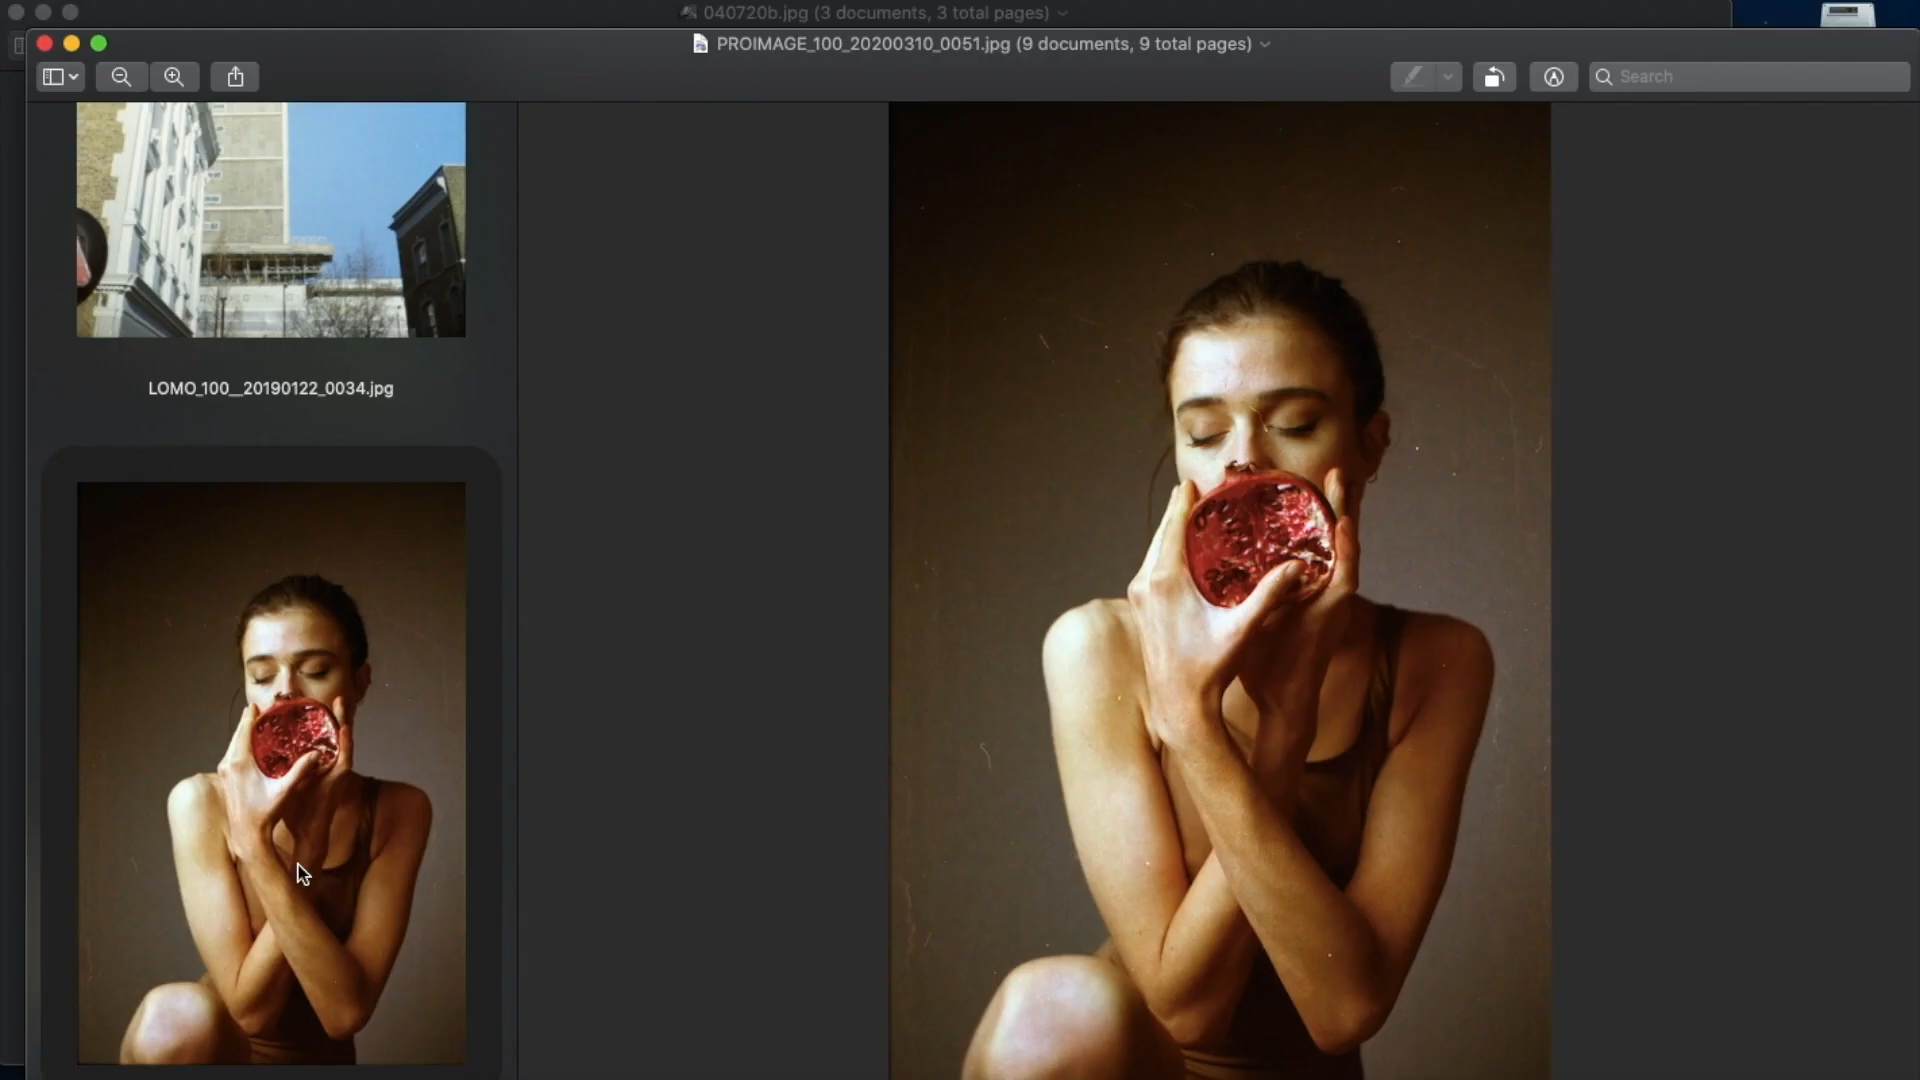 040720b.jpg (3 documents, 3 total pages)
PROIMAGE_100_20200310_0051.jpg (9 documents, 9 total pages)
Search
LOMO_100__20190122_0034.jpg